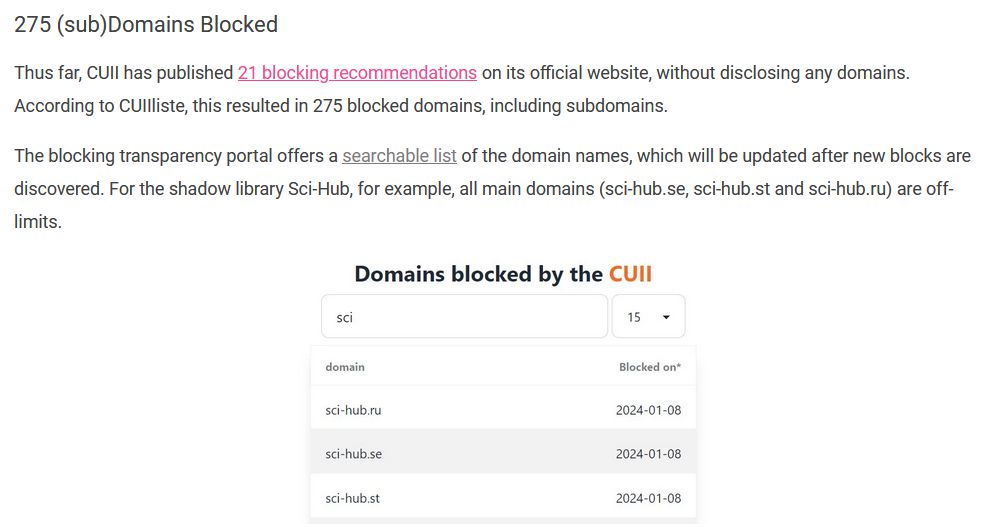 275 (sub)Domains Blocked
Thus far, CUII has published 21 blocking recommendations on its official website, without disclosing any domains.
According to CUIIliste, this resulted in 275 blocked domains, including subdomains.
The blocking transparency portal offers a searchable list of the domain names, which will be updated after new blocks are
discovered. For the shadow library Sci-Hub, for example, all main domains (sci-hub.se, sci-hub.st and sci-hub.ru) are off-
limits.
Domains blocked by the CUII
sci 15
domain Blocked on*
sci-hub.ru 2024-01-08
sci-hub.se 2024-01-08
sci-hub.st 2024-01-08